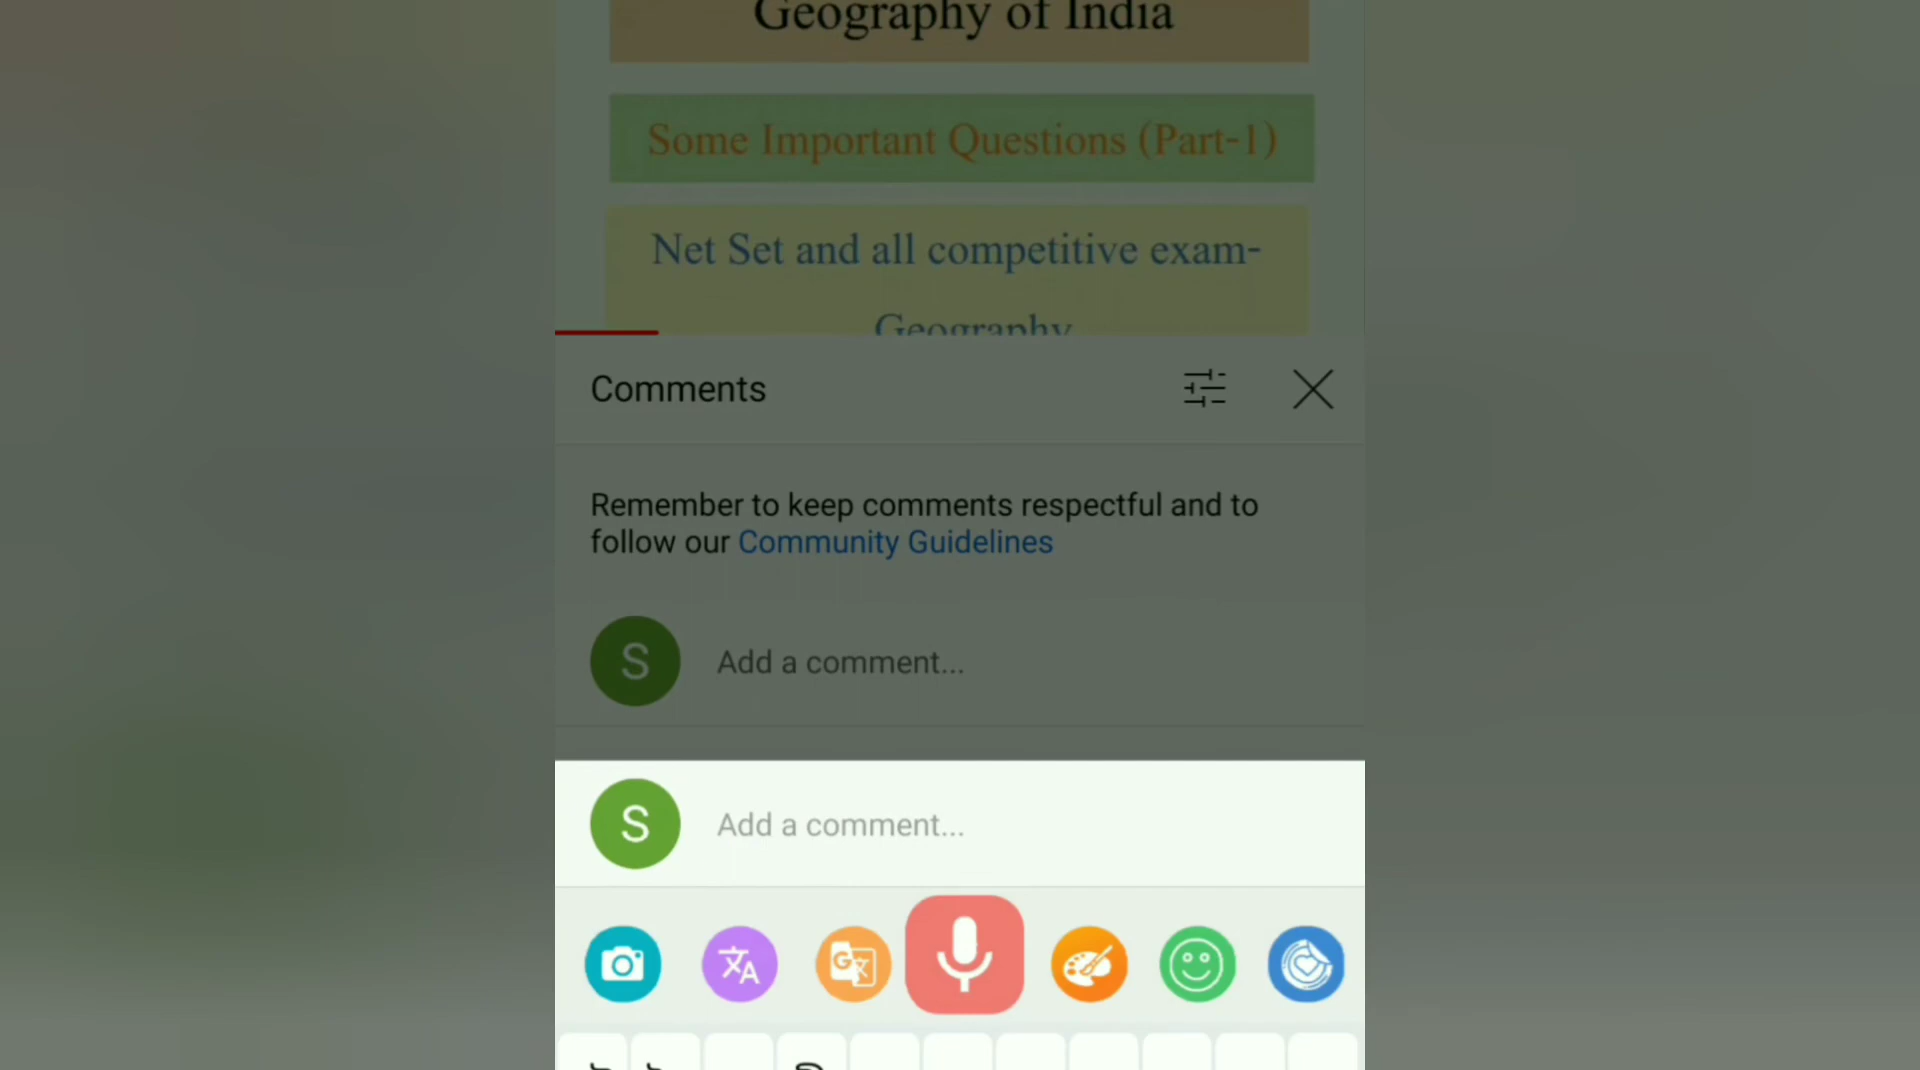 Geography of India
Some Important Questions (Part-1)
Net Set and all competitive exam-
Geography
Comments
Remember to keep comments respectful and to
follow our Community Guidelines
S
Add a comment...
S
Add a comment...